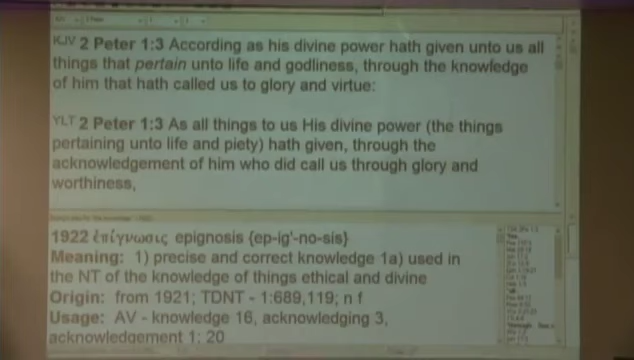 KJV 2 Peter 1:3 According as his divine power hath given unto us all
things that pertain unto life and godliness, through the knowledge
of him that hath called us to glory and virtue:
YLT 2 Peter 1:3 As all things to us His divine power (the things
pertaining unto life and piety) hath given, through the
acknowledgement of him who did call us through glory and
worthiness,
1922 ἐπίγνωσις epignosis {ep-ig'-no-sis}
Meaning: 1) precise and correct knowledge 1a) used in
the NT of the knowledge of things ethical and divine
Origin: from 1921; TDNT - 1:689,119; n f
Usage: AV - knowledge 16, acknowledging 3,
acknowledgement 1; 20